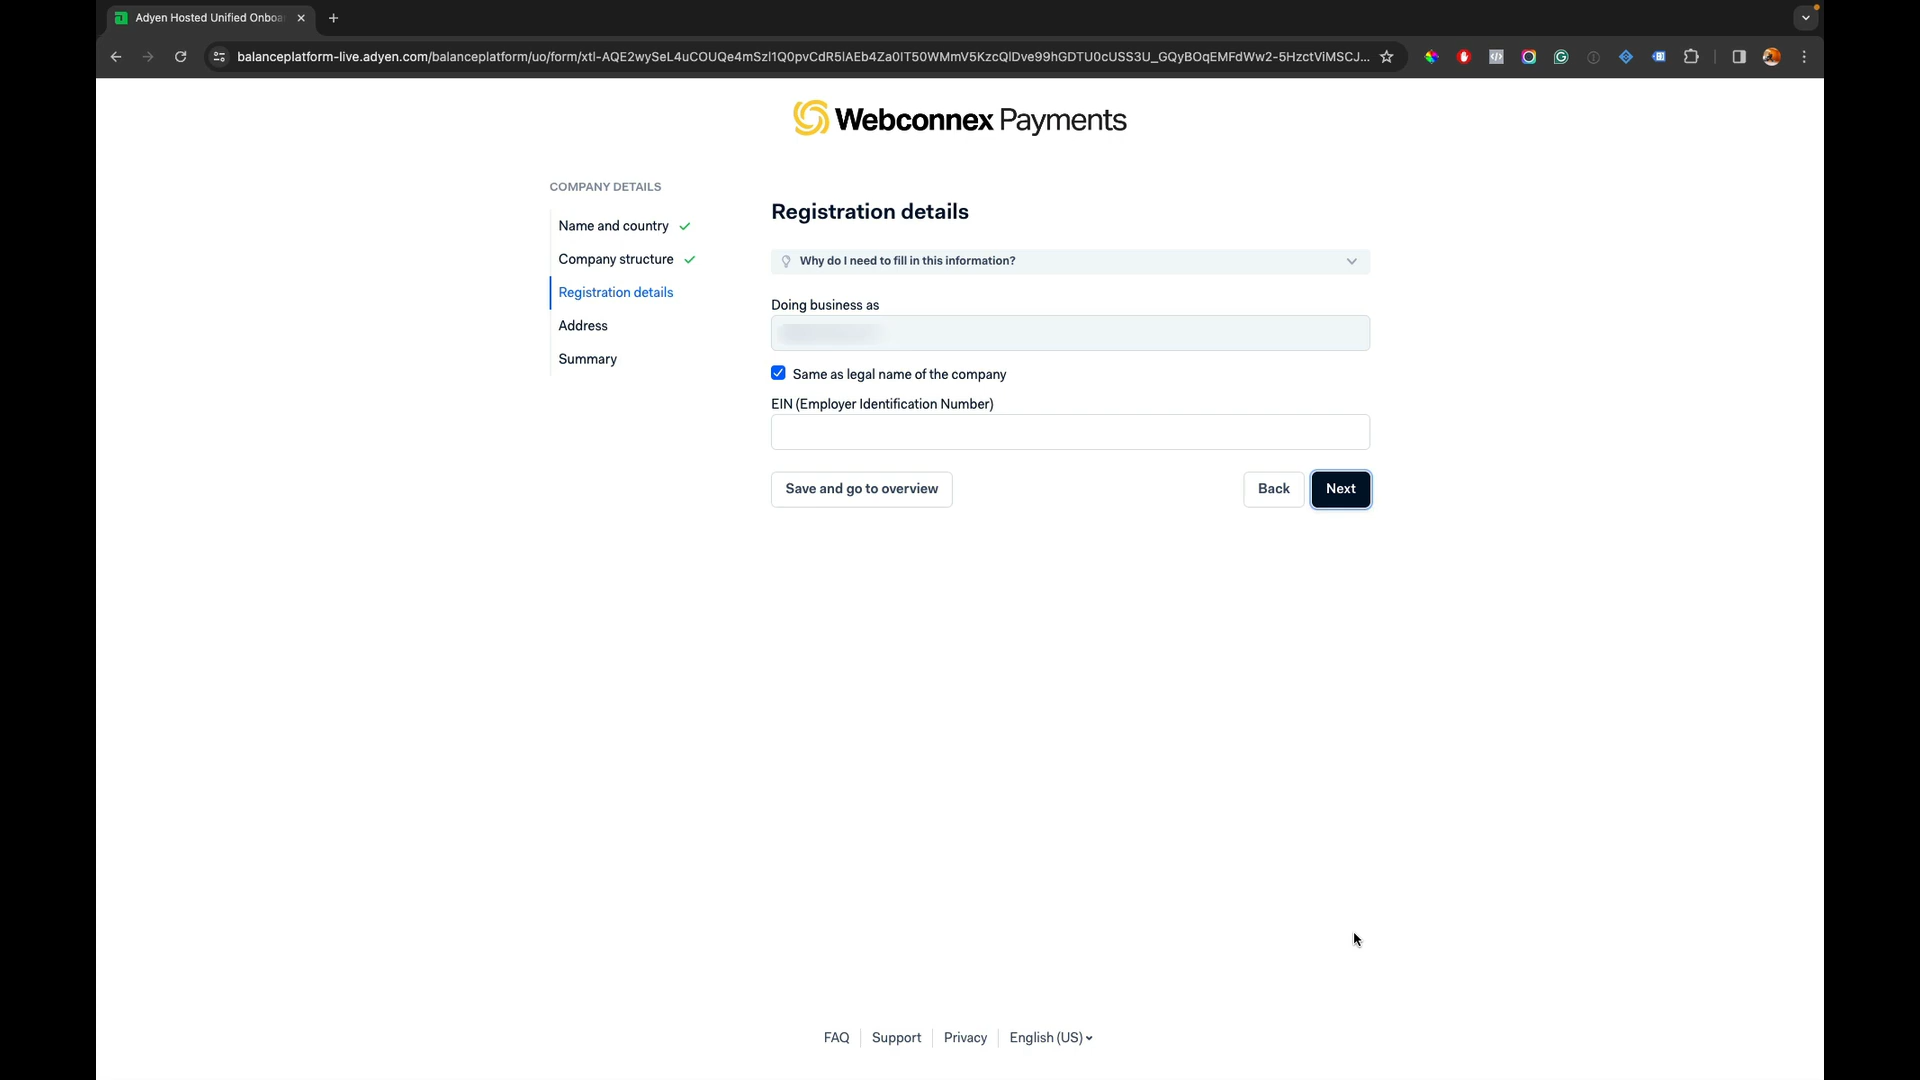 Adyen Hosted Unified Onboa
balanceplatform-live.adyen.com/balanceplatform/uo/form/xtl-AQE2wySeL4uCOUQe4mSzI1Q0pvCdR5lAEb4Za0IT50WMmV5KzcQlDve99hGDTU0cUSS3U_GQyBOqEMFdWw2-5HzctViMSCJ...
Webconnex Payments
COMPANY DETAILS
Name and country
Company structure
Registration details
Address
Summary
Registration details
Why do I need to fill in this information?
Doing business as
Same as legal name of the company
EIN (Employer Identification Number)
Save and go to overview
Back
Next
FAQ
Support
Privacy
English (US)